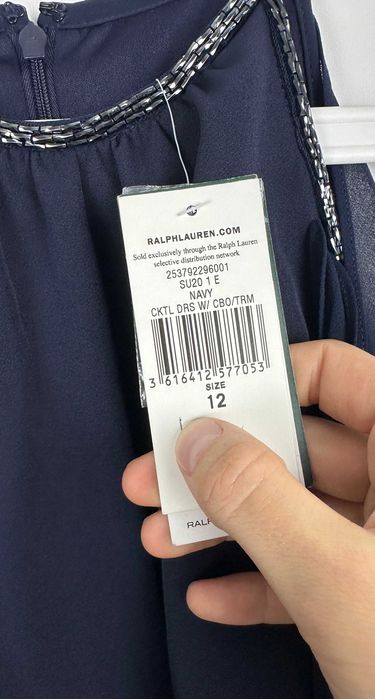 RALPHLAUREN.COM
Sold exclusively through the Ralph Lauren
selective distribution network
253792296001
SU20 1 E
NAVY
CKTL DRS W/ CBO/TRM
3 616412 577053
SIZE
12
RALP